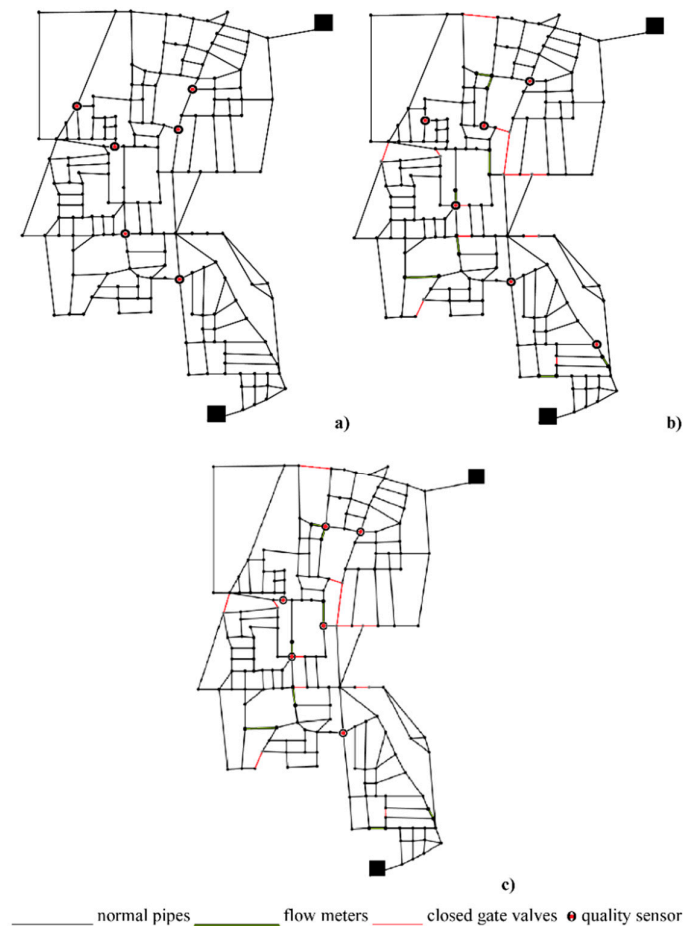 a)
b)
c)
normal pipes flow meters closed gate valves quality sensor